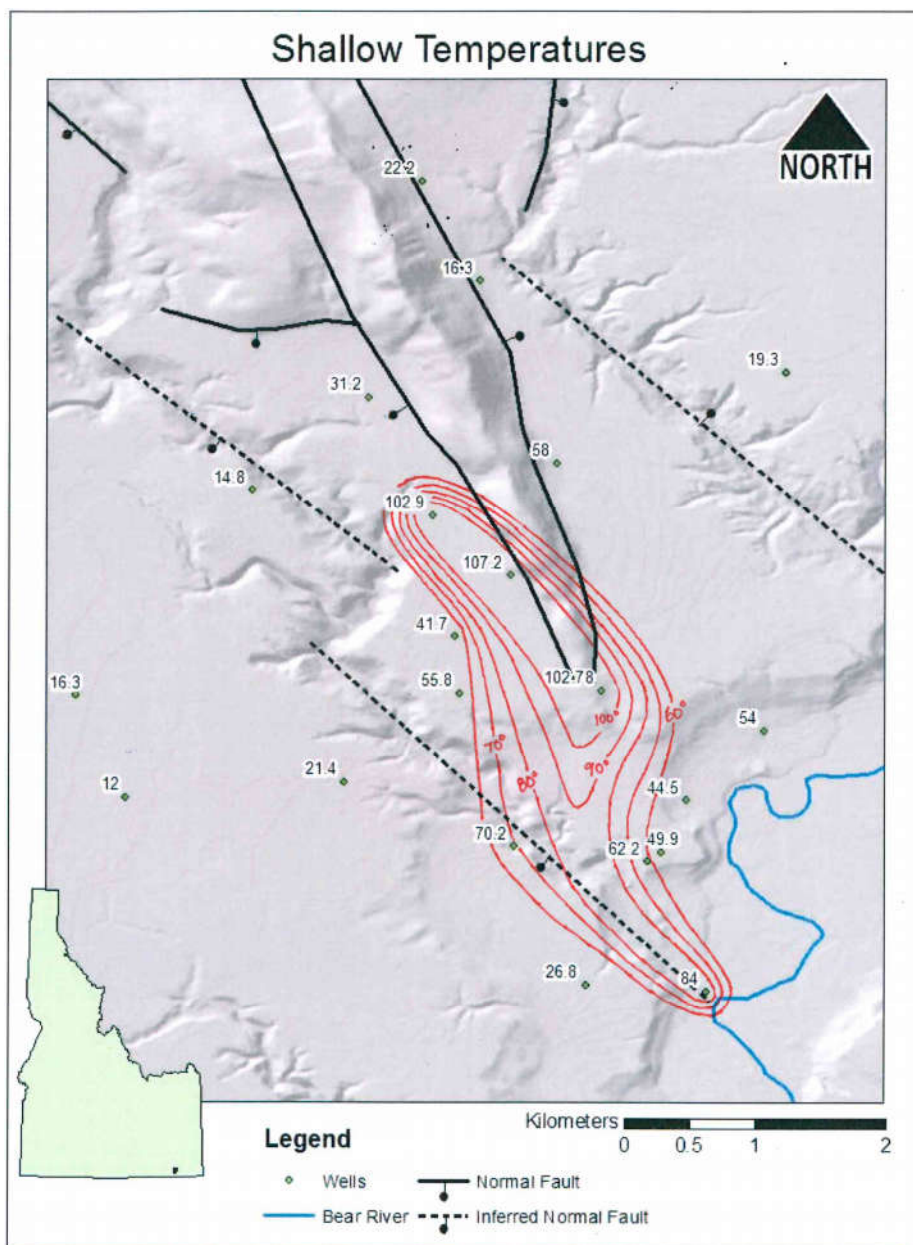 Shallow Temperatures
NORTH
22.2
16.3
19.3
31.2
58
14.8
102.9
107.2
41.7
16.3
55.8
102.78
60°
100°
54
70°
90°
80°
21.4
12
44.5
70.2
62.2
49.9
26.8
84
Kilometers
0 0.5 1 2
Legend
Wells
Normal Fault
Bear River
Inferred Normal Fault